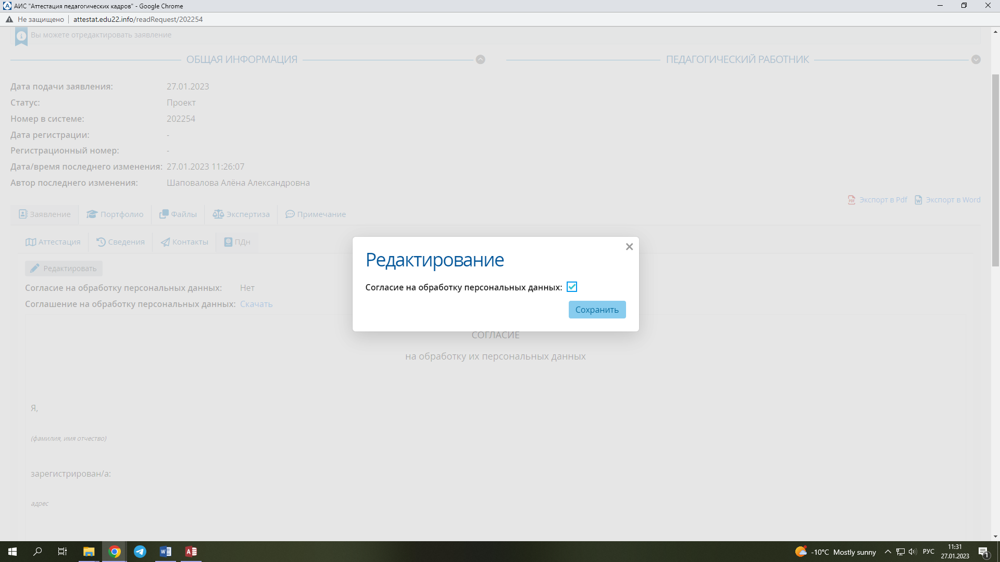 АИС "Аттестация педагогических кадров" - Google Chrome
Не защищено | attestat.edu22.info/readRequest/202254
Вы можете отредактировать заявление
ОБЩАЯ ИНФОРМАЦИЯ
ПЕДАГОГИЧЕСКИЙ РАБОТНИК
Дата подачи заявления: 27.01.2023
Статус: Проект
Номер в системе: 202254
Дата регистрации: -
Регистрационный номер: -
Дата/время последнего изменения: 27.01.2023 11:26:07
Автор последнего изменения: Шаповалова Алёна Александровна
Экспорт в Pdf Экспорт в Word
Заявление Портфолио Файлы Экспертиза Примечание
Аттестация Сведения Контакты ПДн
Редактировать
Согласие на обработку персональных данных: Нет
Соглашение на обработку персональных данных: Скачать
Редактирование
Согласие на обработку персональных данных:
Сохранить
СОГЛАСИЕ
на обработку их персональных данных
Я,
(фамилия, имя отчество)
зарегистрирован/а:
адрес
-10°C Mostly sunny РУС 11:31
27.01.2023
1